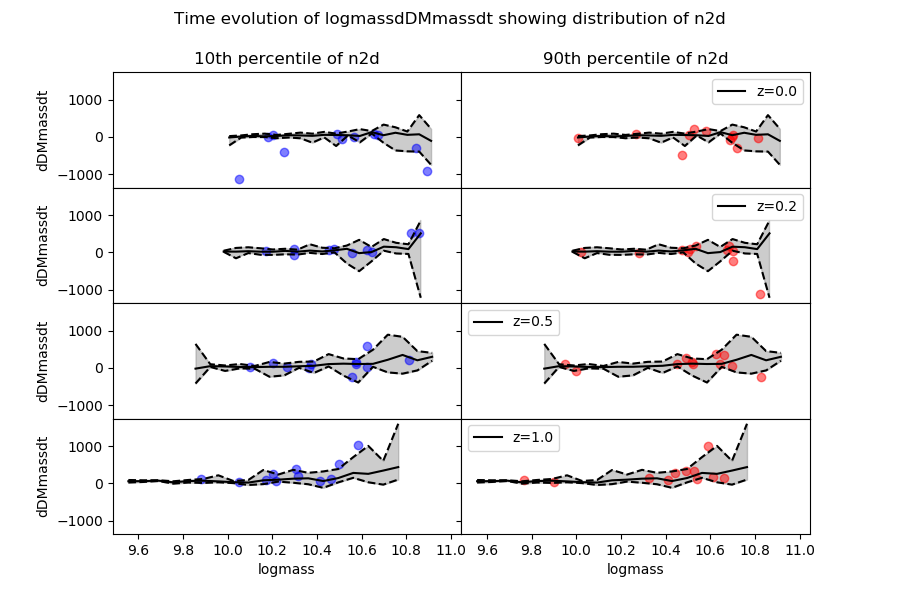 Time evolution of logmassdDMmassdt showing distribution of n2d
10th percentile of n2d
90th percentile of n2d
dDMmassdt
1000
0
−1000
z=0.0
dDMmassdt
1000
0
−1000
z=0.2
dDMmassdt
1000
0
−1000
z=0.5
dDMmassdt
1000
0
−1000
z=1.0
9.6 9.8 10.0 10.2 10.4 10.6 10.8 11.0
logmass
9.6 9.8 10.0 10.2 10.4 10.6 10.8 11.0
logmass